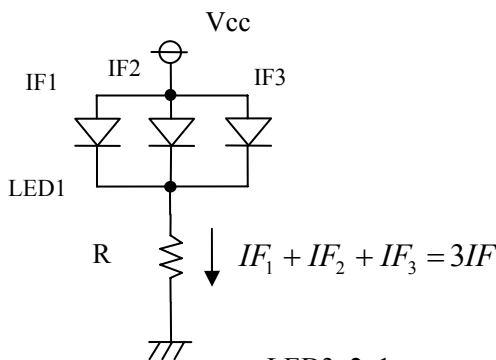 Vcc
IF1 IF2 IF3
LED1
R IF₁ + IF₂ + IF₃ = 3IF